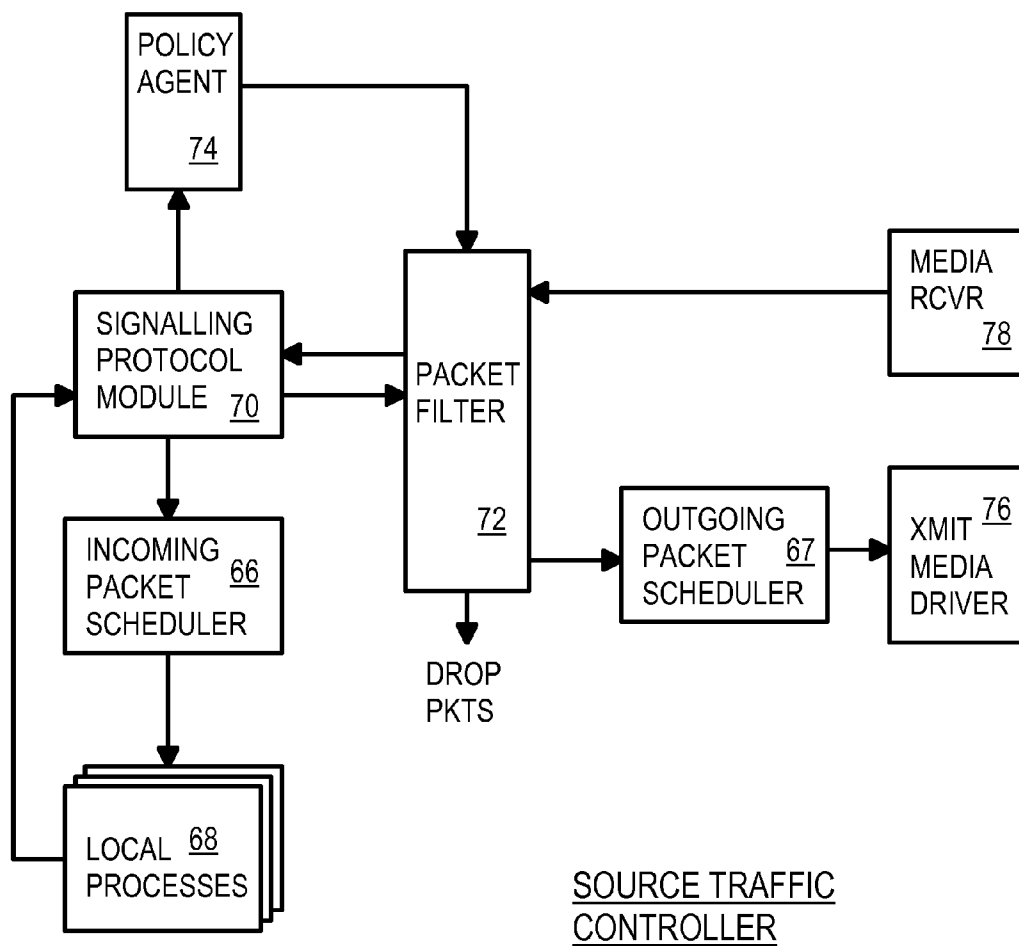 POLICY
AGENT
74
SIGNALLING
PROTOCOL
MODULE 70
INCOMING
PACKET 66
SCHEDULER
LOCAL 68
PROCESSES
PACKET
FILTER
72
DROP
PKTS
MEDIA
RCVR
78
OUTGOING
PACKET 67
SCHEDULER
XMIT 76
MEDIA
DRIVER
SOURCE TRAFFIC
CONTROLLER